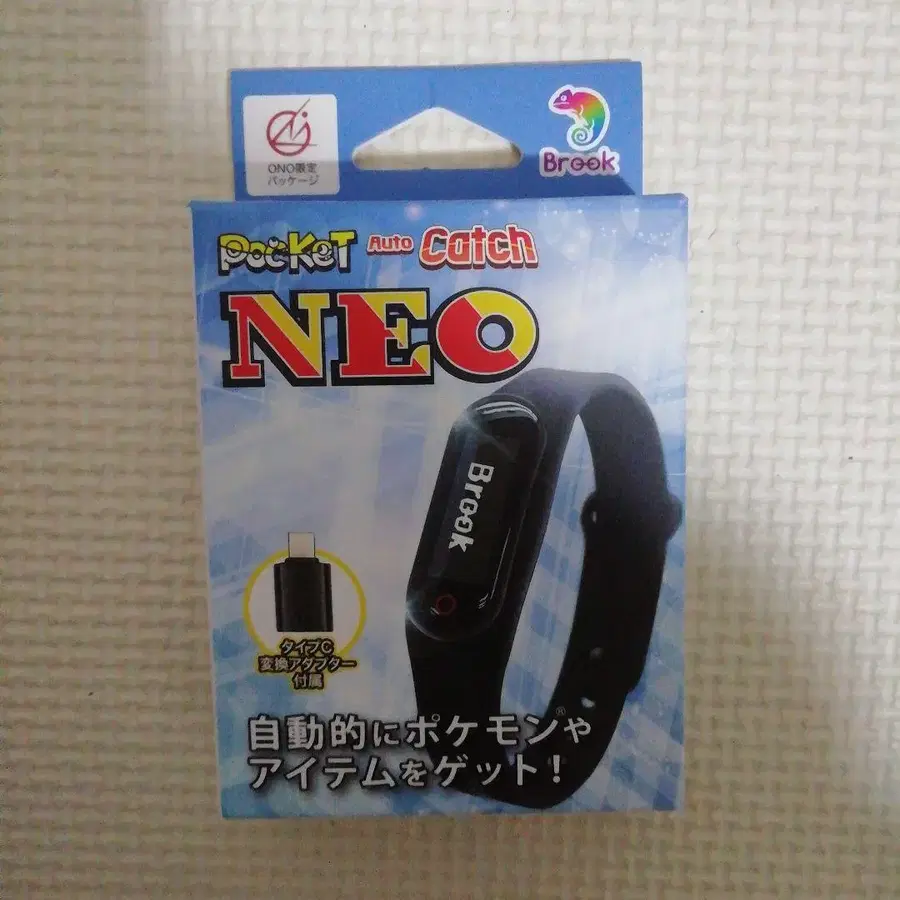 ONO限定
パッケージ
Brook
POCKET Auto Catch
NEO
Brook
タイプC
変換アダプター
付属
自動的にポケモン®や
アイテムをゲット！